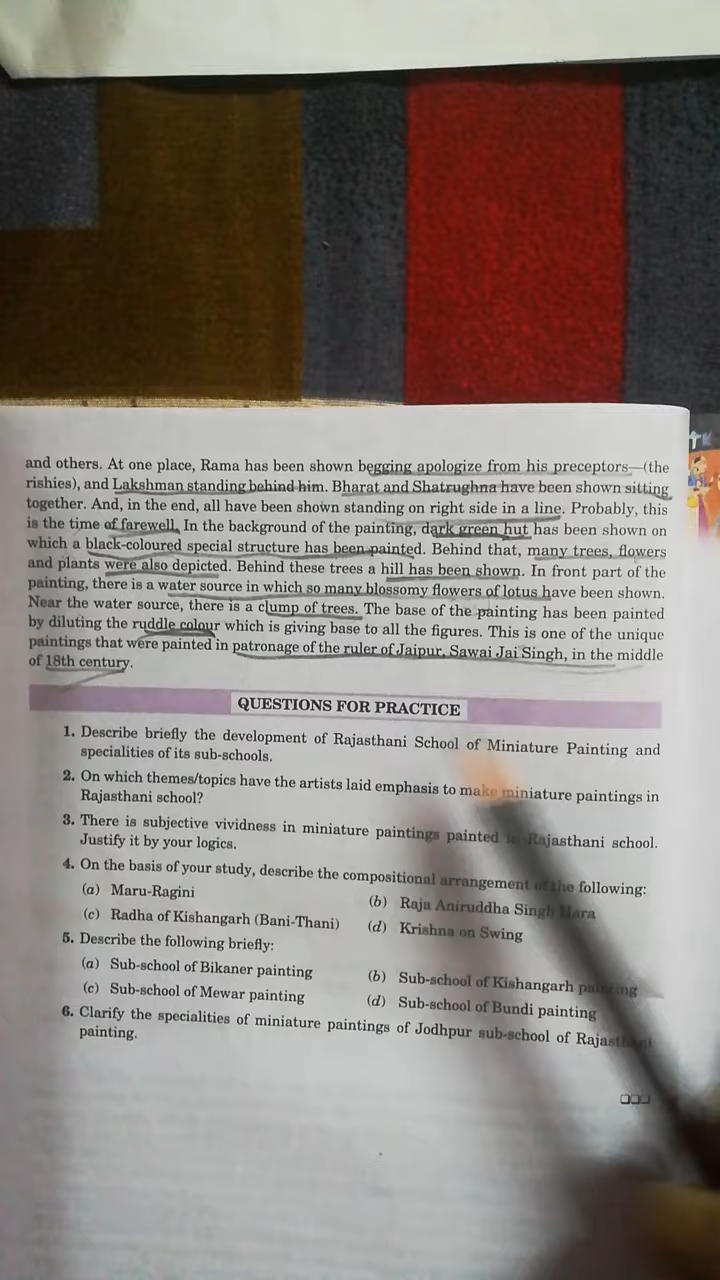 and others. At one place, Rama has been shown begging apologize from his preceptors—(the
rishies), and Lakshman standing behind him. Bharat and Shatrughna have been shown sitting
together. And, in the end, all have been shown standing on right side in a line. Probably, this
is the time of farewell. In the background of the painting, dark green hut has been shown on
which a black-coloured special structure has been painted. Behind that, many trees, flowers
and plants were also depicted. Behind these trees a hill has been shown. In front part of the
painting, there is a water source in which so many blossomy flowers of lotus have been shown.
Near the water source, there is a clump of trees. The base of the painting has been painted
by diluting the ruddle colour which is giving base to all the figures. This is one of the unique
paintings that were painted in patronage of the ruler of Jaipur, Sawai Jai Singh, in the middle
of 18th century.
QUESTIONS FOR PRACTICE
1. Describe briefly the development of Rajasthani School of Miniature Painting and
specialities of its sub-schools.
2. On which themes/topics have the artists laid emphasis to make miniature paintings in
Rajasthani school?
3. There is subjective vividness in miniature paintings painted in Rajasthani school.
Justify it by your logics.
4. On the basis of your study, describe the compositional arrangement of the following:
(a) Maru-Ragini (b) Raja Aniruddha Singh Hara
(c) Radha of Kishangarh (Bani-Thani) (d) Krishna on Swing
5. Describe the following briefly:
(a) Sub-school of Bikaner painting (b) Sub-school of Kishangarh painting
(c) Sub-school of Mewar painting (d) Sub-school of Bundi painting
6. Clarify the specialities of miniature paintings of Jodhpur sub-school of Rajasthani
painting.